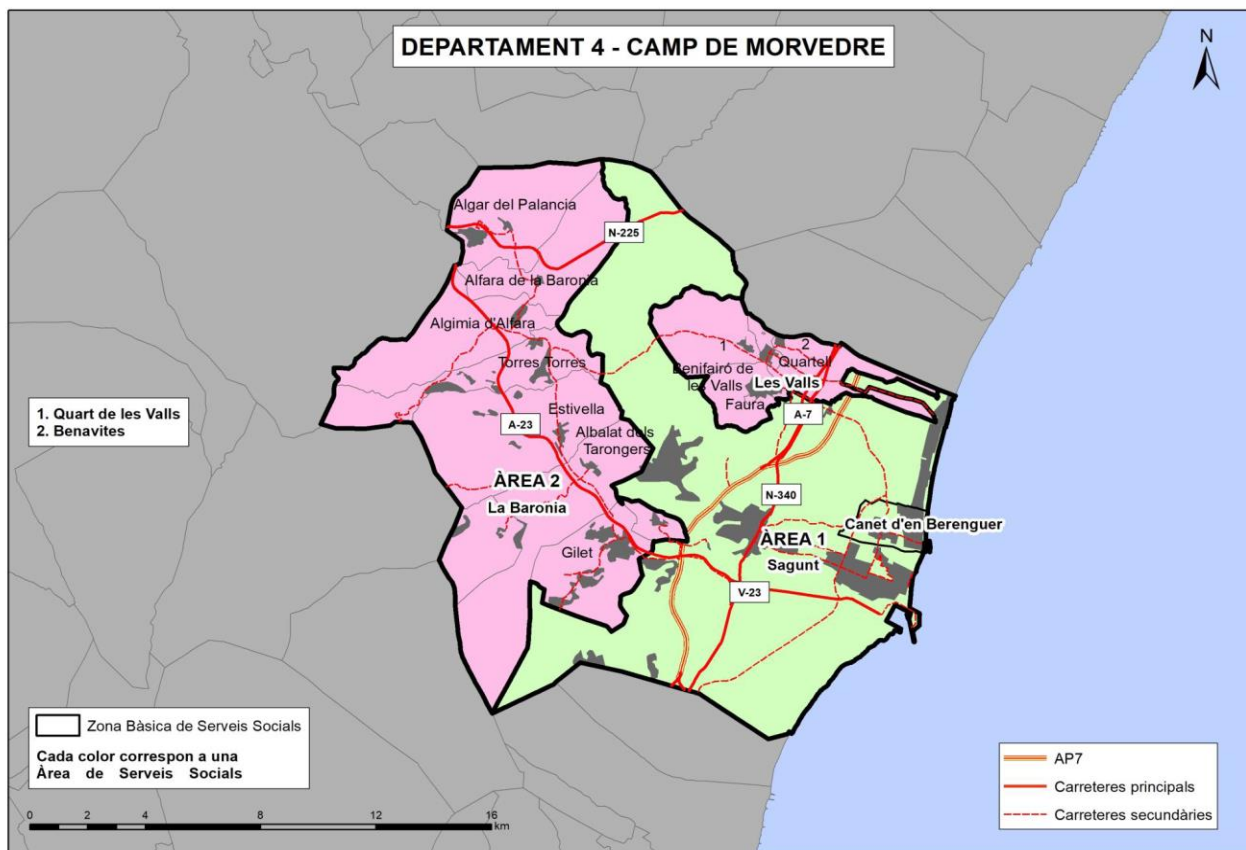 DEPARTAMENT 4 - CAMP DE MORVEDRE
N
Algar del Palancia
N-225
Alfara de la Baronia
Algimia d'Alfara
1
2
Torres Torres
Quartell
Benifairó de
les Valls
Les Valls
Faura
1. Quart de les Valls
2. Benavites
Estivella
A-7
A-23
Albalat dels
Tarongers
ÀREA 2
La Baronia
N-340
Canet d'en Berenguer
ÀREA 1
Sagunt
Gilet
V-23
Zona Bàsica de Serveis Socials
Cada color correspon a una
Àrea de Serveis Socials
0 2 4 8 12 16
km
AP7
Carreteres principals
Carreteres secundàries